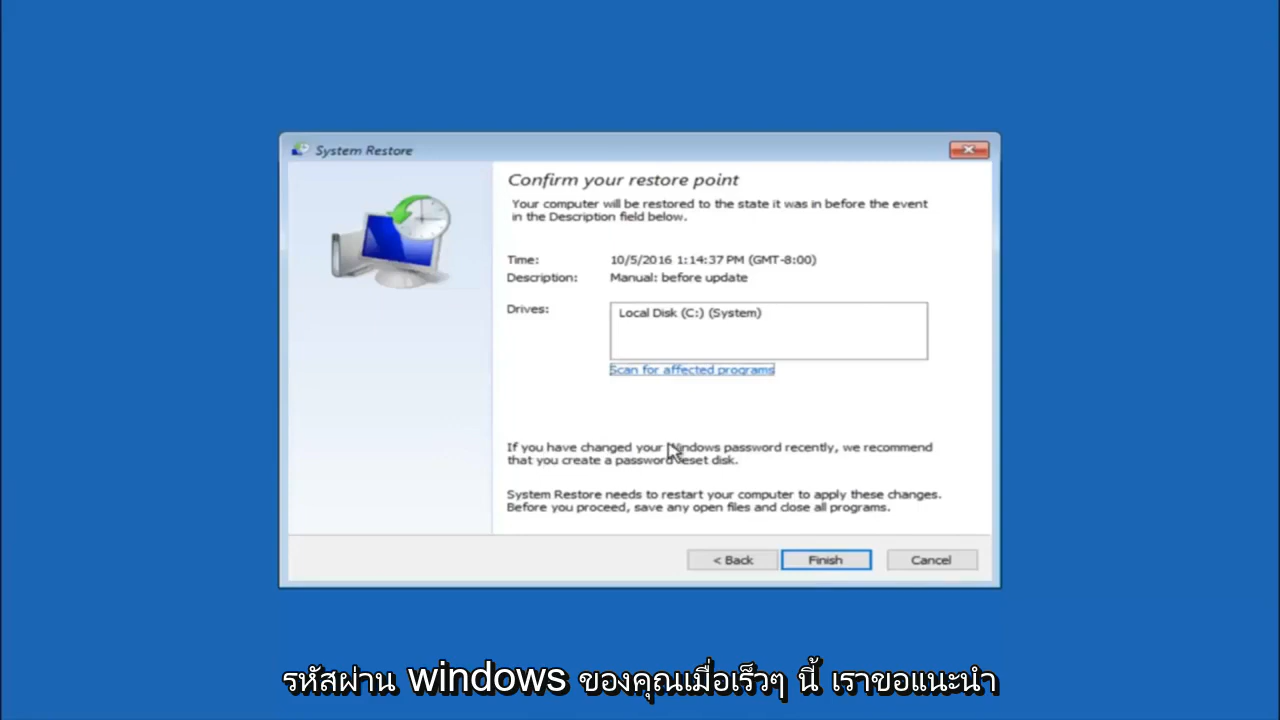 System Restore
Confirm your restore point
Your computer will be restored to the state it was in before the event
in the Description field below.
Time: 10/5/2016 1:14:37 PM (GMT-8:00)
Description: Manual: before update
Drives: Local Disk (C:) (System)
Scan for affected programs
If you have changed your Windows password recently, we recommend
that you create a password reset disk.
System Restore needs to restart your computer to apply these changes.
Before you proceed, save any open files and close all programs.
< Back Finish Cancel
รหัสผ่าน windows ของคุณเมื่อเร็วๆ นี้ เราขอแนะนำ